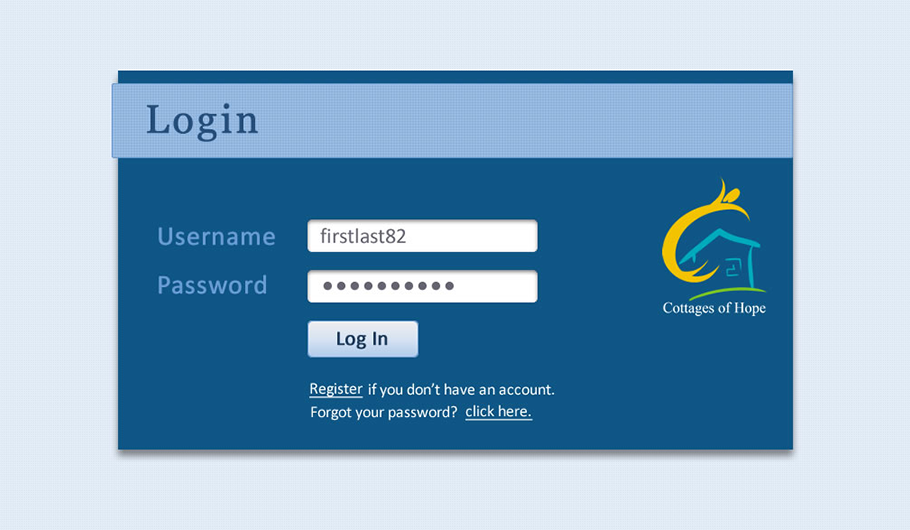 Login
Username
firstlast82
Password
••••••••••
Log In
Cottages of Hope
Register if you don’t have an account.
Forgot your password? click here.